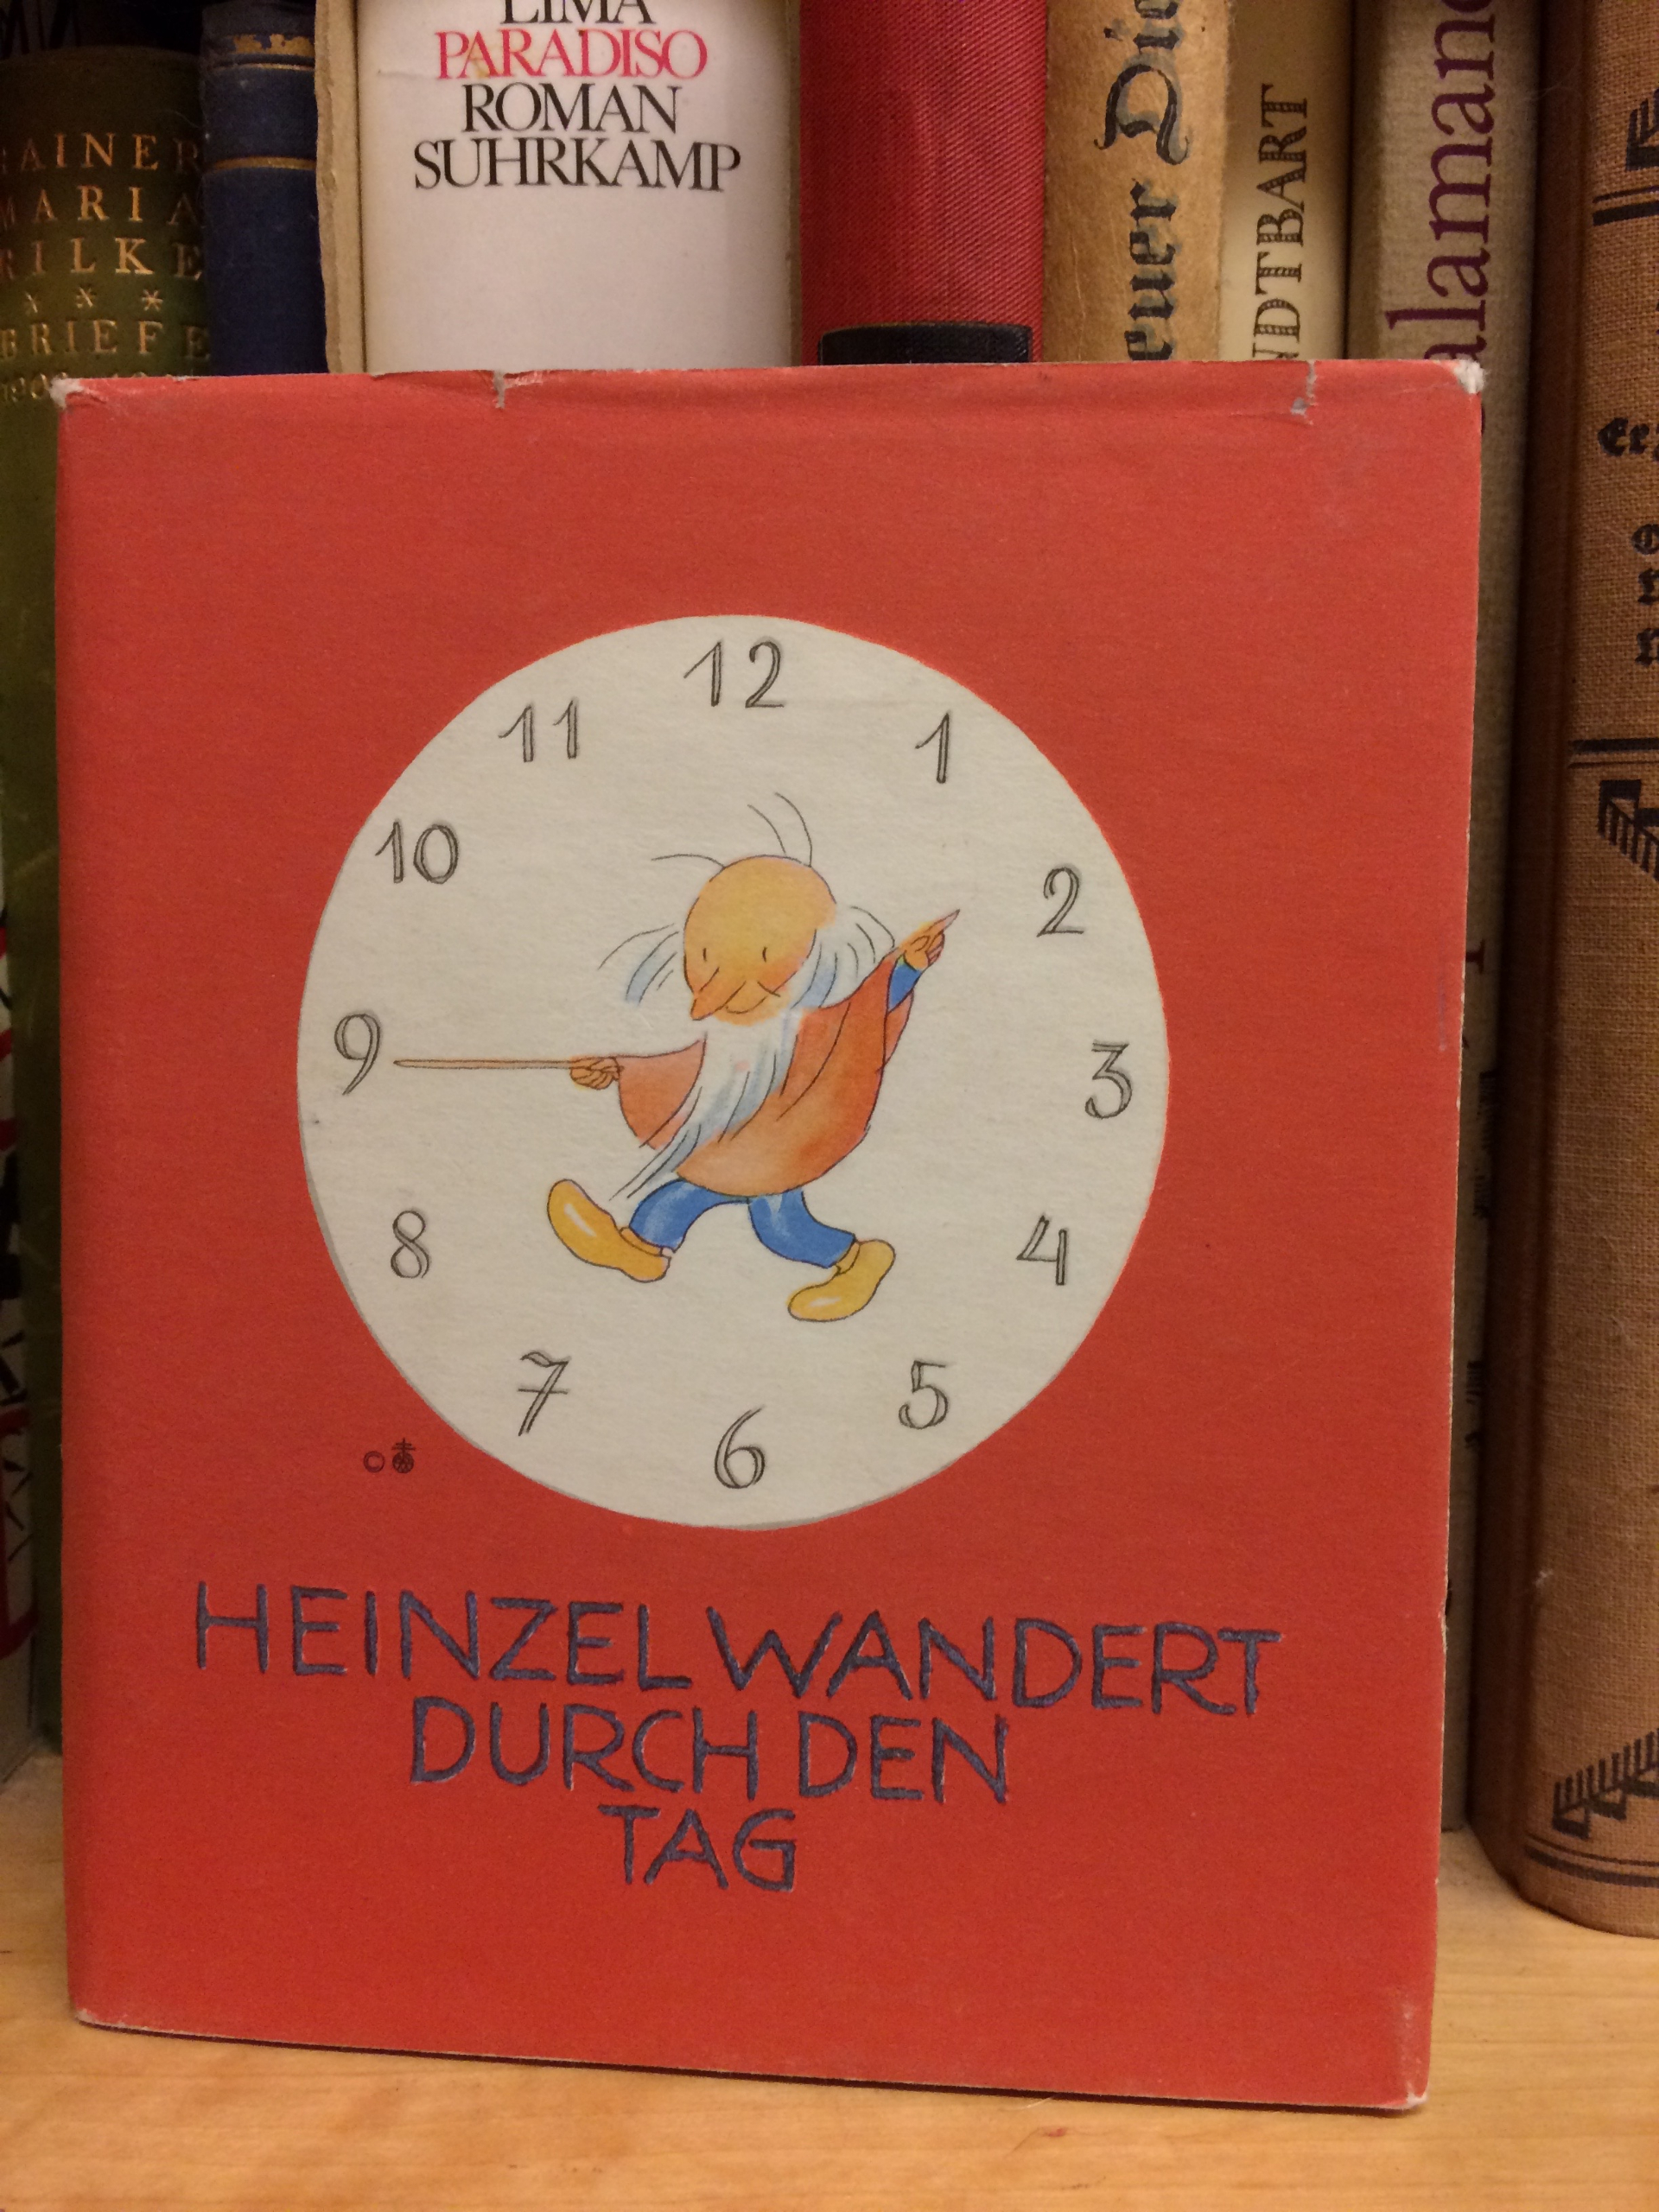 LIMA
PARADISO
ROMAN
SUHRKAMP
RAINER
MARIA
RILKE
BRIEFE
12
11
1
10
2
9
3
8
4
7
5
6
©
HEINZEL WANDERT
DURCH DEN
TAG